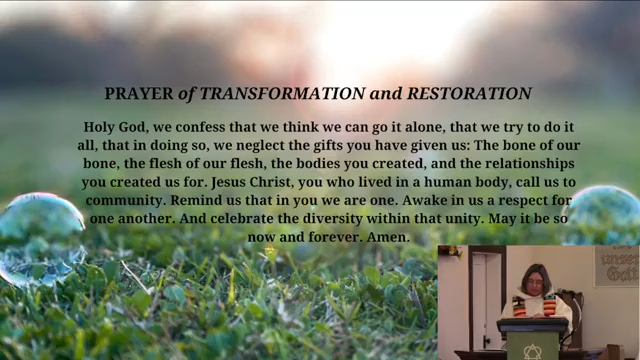 PRAYER of TRANSFORMATION and RESTORATION
Holy God, we confess that we think we can go it alone, that we try to do it
all, that in doing so, we neglect the gifts you have given us: The bone of our
bone, the flesh of our flesh, the bodies you created, and the relationships
you created us for. Jesus Christ, you who lived in a human body, call us to
community. Remind us that in you we are one. Awake in us a respect for
one another. And celebrate the diversity within that unity. May it be so
now and forever. Amen.
unser
Gott